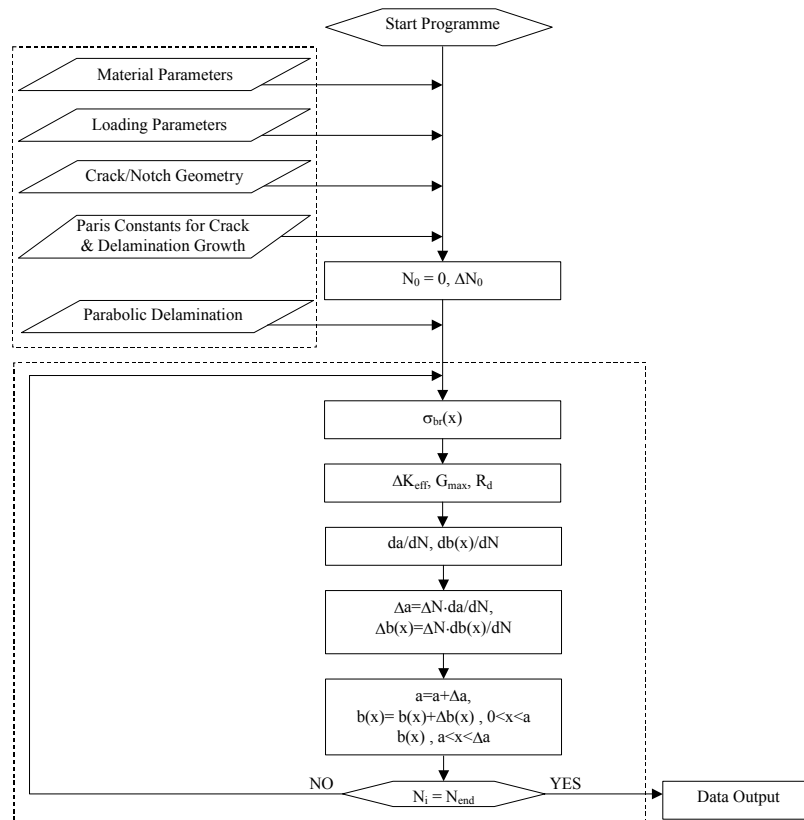 Start Programme
Material Parameters
Loading Parameters
Crack/Notch Geometry
Paris Constants for Crack
& Delamination Growth
N₀ = 0, ΔN₀
Parabolic Delamination
σbr(x)
ΔKeff, Gmax, Rd
da/dN, db(x)/dN
Δa=ΔN·da/dN,
Δb(x)=ΔN·db(x)/dN
a=a+Δa,
b(x)= b(x)+Δb(x) , 0<x<a
b(x) , a<x<Δa
NO
Ni = Nend
YES
Data Output